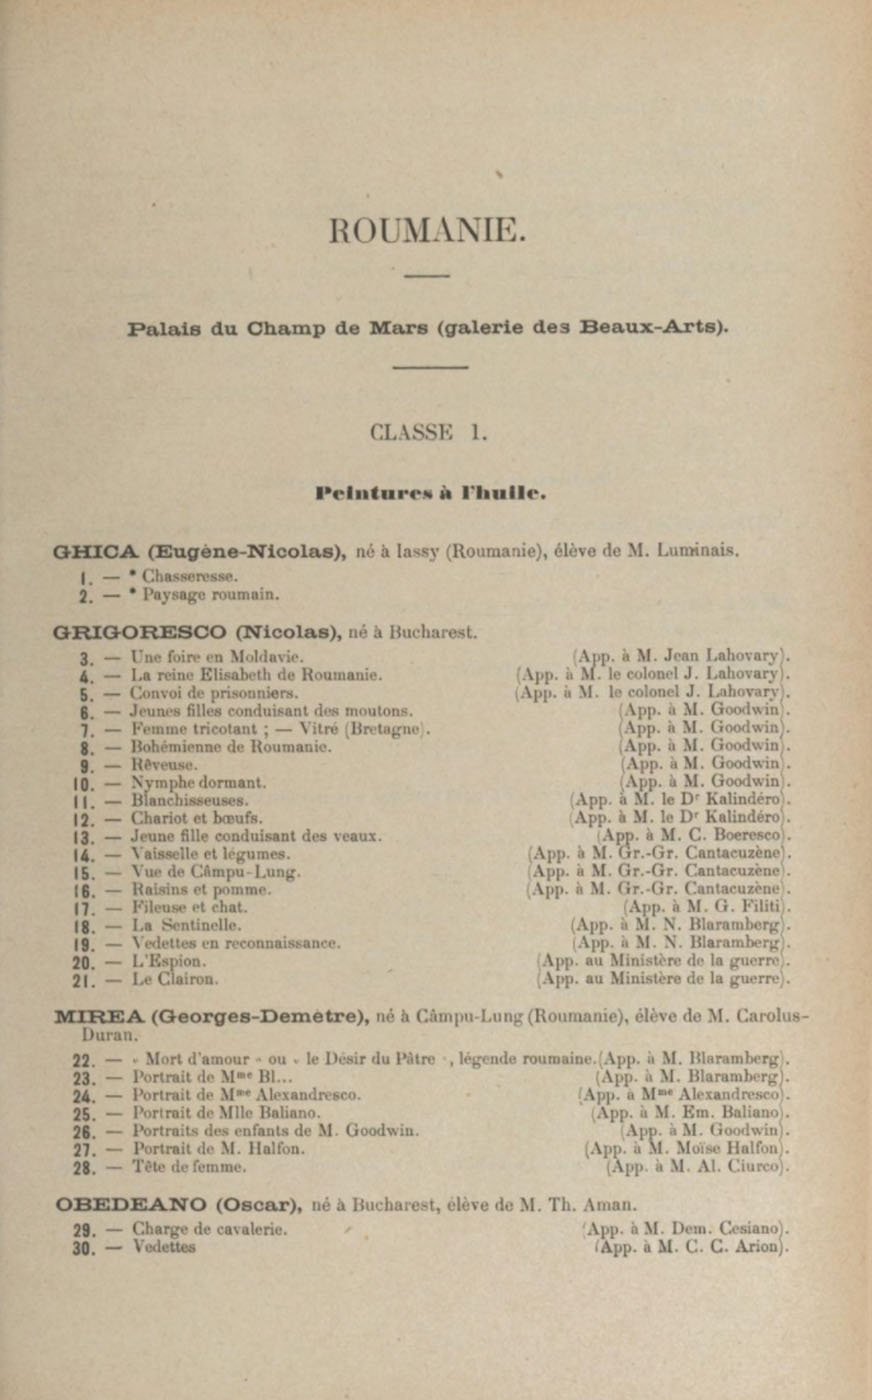 ROUMANIE.
Palais du Champ de Mars (galerie des Beaux-Arts).
CLASSE 1.
Peintures à l'huile.
GHICA (Eugène-Nicolas), né à Iassy (Roumanie), élève de M. Luminais.
1. — * Chasseresse.
2. — * Paysage roumain.
GRIGORESCO (Nicolas), né à Bucharest.
3. — Une foire en Moldavie. (App. à M. Jean Lahovary).
4. — La reine Elisabeth de Roumanie. (App. à M. le colonel J. Lahovary).
5. — Convoi de prisonniers. (App. à M. le colonel J. Lahovary).
6. — Jeunes filles conduisant des moutons. (App. à M. Goodwin).
7. — Femme tricotant ; — Vitré (Bretagne). (App. à M. Goodwin).
8. — Bohémienne de Roumanie. (App. à M. Goodwin).
9. — Rêveuse. (App. à M. Goodwin).
10. — Nymphe dormant. (App. à M. Goodwin).
11. — Blanchisseuses. (App. à M. le Dr Kalindéro).
12. — Chariot et bœufs. (App. à M. le Dr Kalindéro).
13. — Jeune fille conduisant des veaux. (App. à M. C. Boeresco).
14. — Vaisselle et légumes. (App. à M. Gr.-Gr. Cantacuzène).
15. — Vue de Câmpu-Lung. (App. à M. Gr.-Gr. Cantacuzène).
16. — Raisins et pomme. (App. à M. Gr.-Gr. Cantacuzène).
17. — Fileuse et chat. (App. à M. G. Filiti).
18. — La Sentinelle. (App. à M. N. Blaramberg).
19. — Vedettes en reconnaissance. (App. à M. N. Blaramberg).
20. — L'Espion. (App. au Ministère de la guerre).
21. — Le Clairon. (App. au Ministère de la guerre).
MIREA (Georges-Demètre), né à Câmpu-Lung (Roumanie), élève de M. Carolus-
Duran.
22. — « Mort d'amour » ou « le Désir du Pâtre », légende roumaine. (App. à M. Blaramberg).
23. — Portrait de Mme Bl... (App. à M. Blaramberg).
24. — Portrait de Mme Alexandresco. (App. à Mme Alexandresco).
25. — Portrait de Mlle Baliano. (App. à M. Em. Baliano).
26. — Portraits des enfants de M. Goodwin. (App. à M. Goodwin).
27. — Portrait de M. Halfon. (App. à M. Moïse Halfon).
28. — Tête de femme. (App. à M. Al. Ciurco).
OBEDEANO (Oscar), né à Bucharest, élève de M. Th. Aman.
29. — Charge de cavalerie. (App. à M. Dem. Cesiano).
30. — Vedettes (App. à M. C. C. Arion).